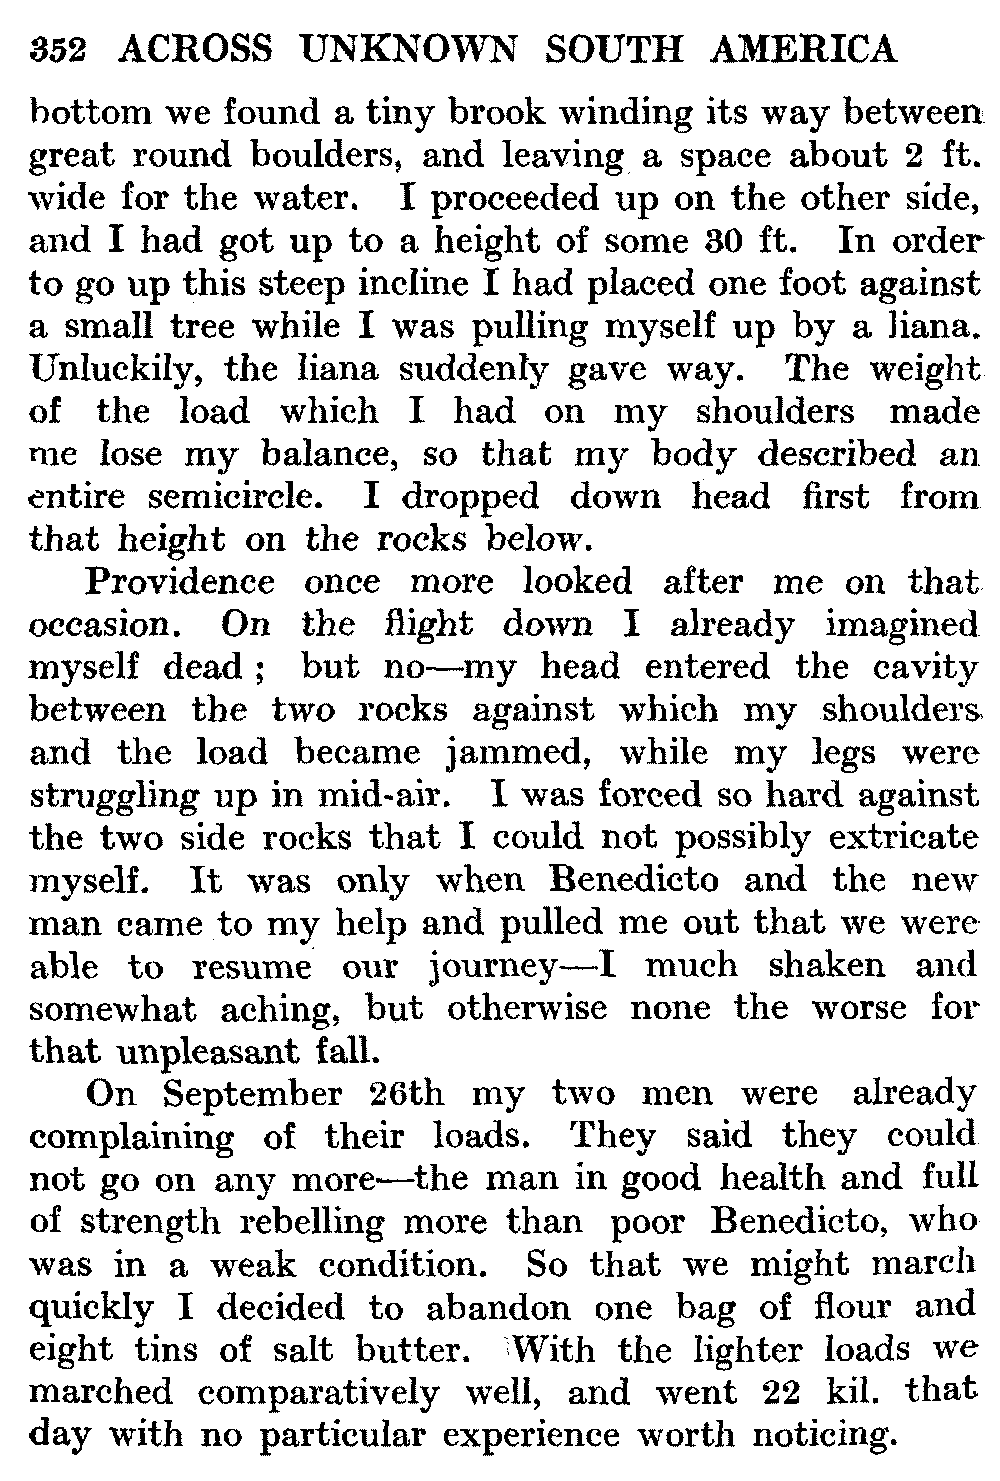 352 ACROSS UNKNOWN SOUTH AMERICA
bottom we found a tiny brook winding its way between
great round boulders, and leaving a space about 2 ft.
wide for the water. I proceeded up on the other side,
and I had got up to a height of some 30 ft. In order
to go up this steep incline I had placed one foot against
a small tree while I was pulling myself up by a liana.
Unluckily, the liana suddenly gave way. The weight
of the load which I had on my shoulders made
me lose my balance, so that my body described an
entire semicircle. I dropped down head first from
that height on the rocks below.
Providence once more looked after me on that
occasion. On the flight down I already imagined
myself dead ; but no—my head entered the cavity
between the two rocks against which my shoulders
and the load became jammed, while my legs were
struggling up in mid-air. I was forced so hard against
the two side rocks that I could not possibly extricate
myself. It was only when Benedicto and the new
man came to my help and pulled me out that we were
able to resume our journey—I much shaken and
somewhat aching, but otherwise none the worse for
that unpleasant fall.
On September 26th my two men were already
complaining of their loads. They said they could
not go on any more—the man in good health and full
of strength rebelling more than poor Benedicto, who
was in a weak condition. So that we might march
quickly I decided to abandon one bag of flour and
eight tins of salt butter. With the lighter loads we
marched comparatively well, and went 22 kil. that
day with no particular experience worth noticing.